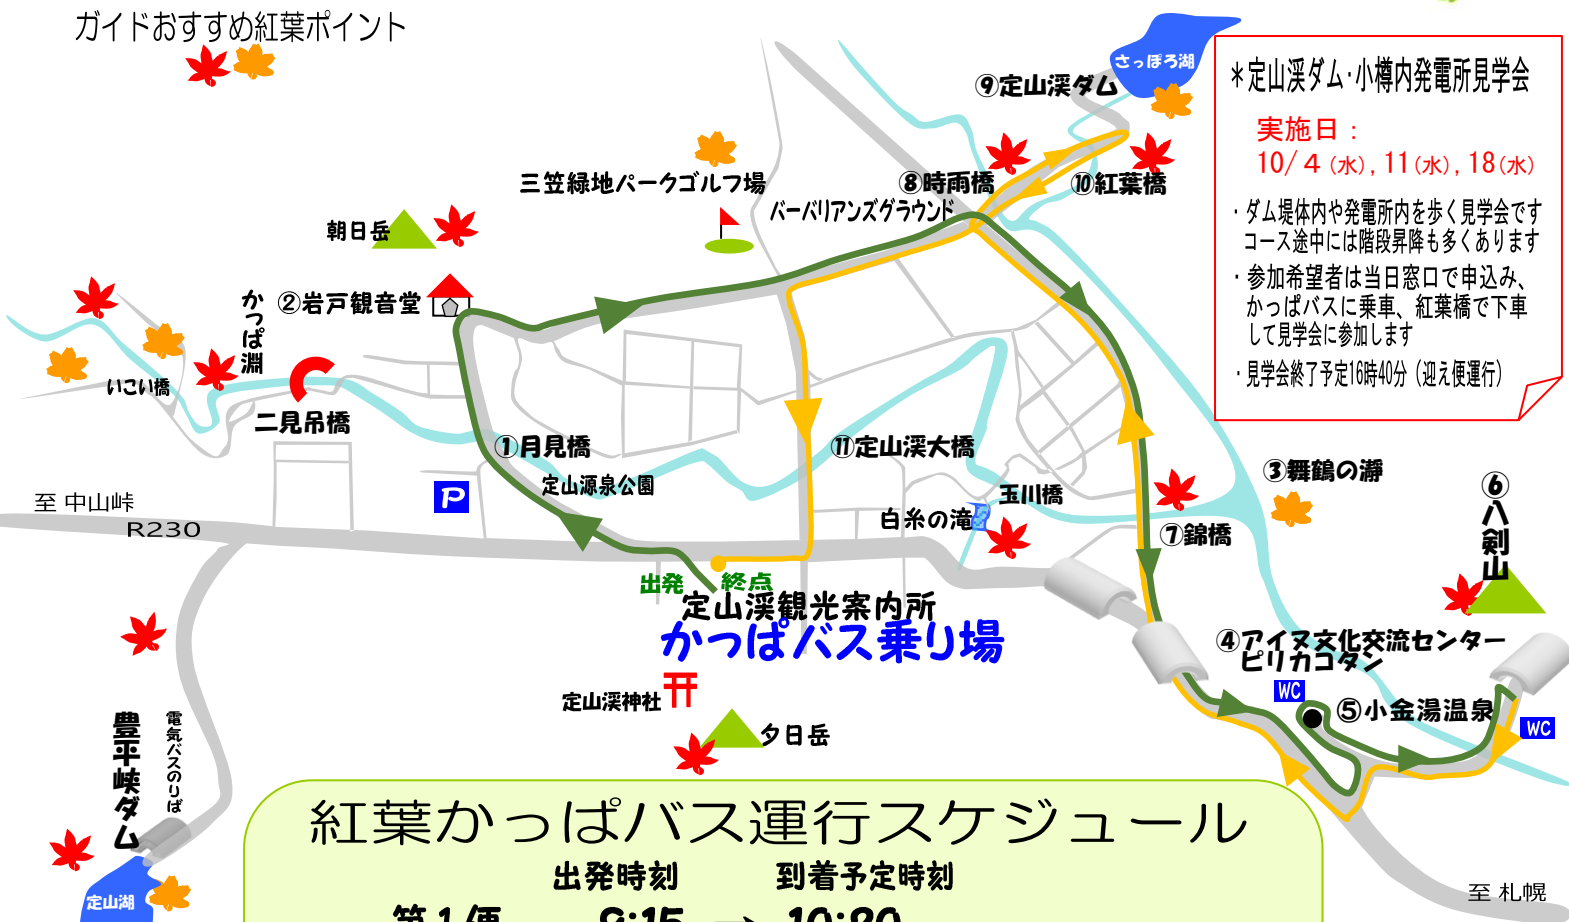 ガイドおすすめ紅葉ポイント
さっぽろ湖
⑨定山渓ダム
＊定山渓ダム・小樽内発電所見学会
実施日：
10/４(水),11(水),18(水)
・ダム堤体内や発電所内を歩く見学会です
コース途中には階段昇降も多くあります
・参加希望者は当日窓口で申込み、
かっぱバスに乗車、紅葉橋で下車
して見学会に参加します
・見学会終了予定16時40分（迎え便運行）
三笠緑地パークゴルフ場
⑧時雨橋
⑩紅葉橋
バーバリアンズグラウンド
朝日岳
②岩戸観音堂
かっぱ淵
いこい橋
二見吊橋
①月見橋
定山源泉公園
⑪定山渓大橋
P
玉川橋
白糸の滝
③舞鶴の瀞
⑥八剣山
⑦錦橋
至 中山峠
R230
出発
終点
定山渓観光案内所
かっぱバス乗り場
④アイヌ文化交流センター
ピリカコタン
WC
⑤小金湯温泉
WC
定山渓神社
夕日岳
豊平峡ダム
電気バスのりば
定山湖
至 札幌
紅葉かっぱバス運行スケジュール
出発時刻 到着予定時刻
第１便 9:15 → 10:20